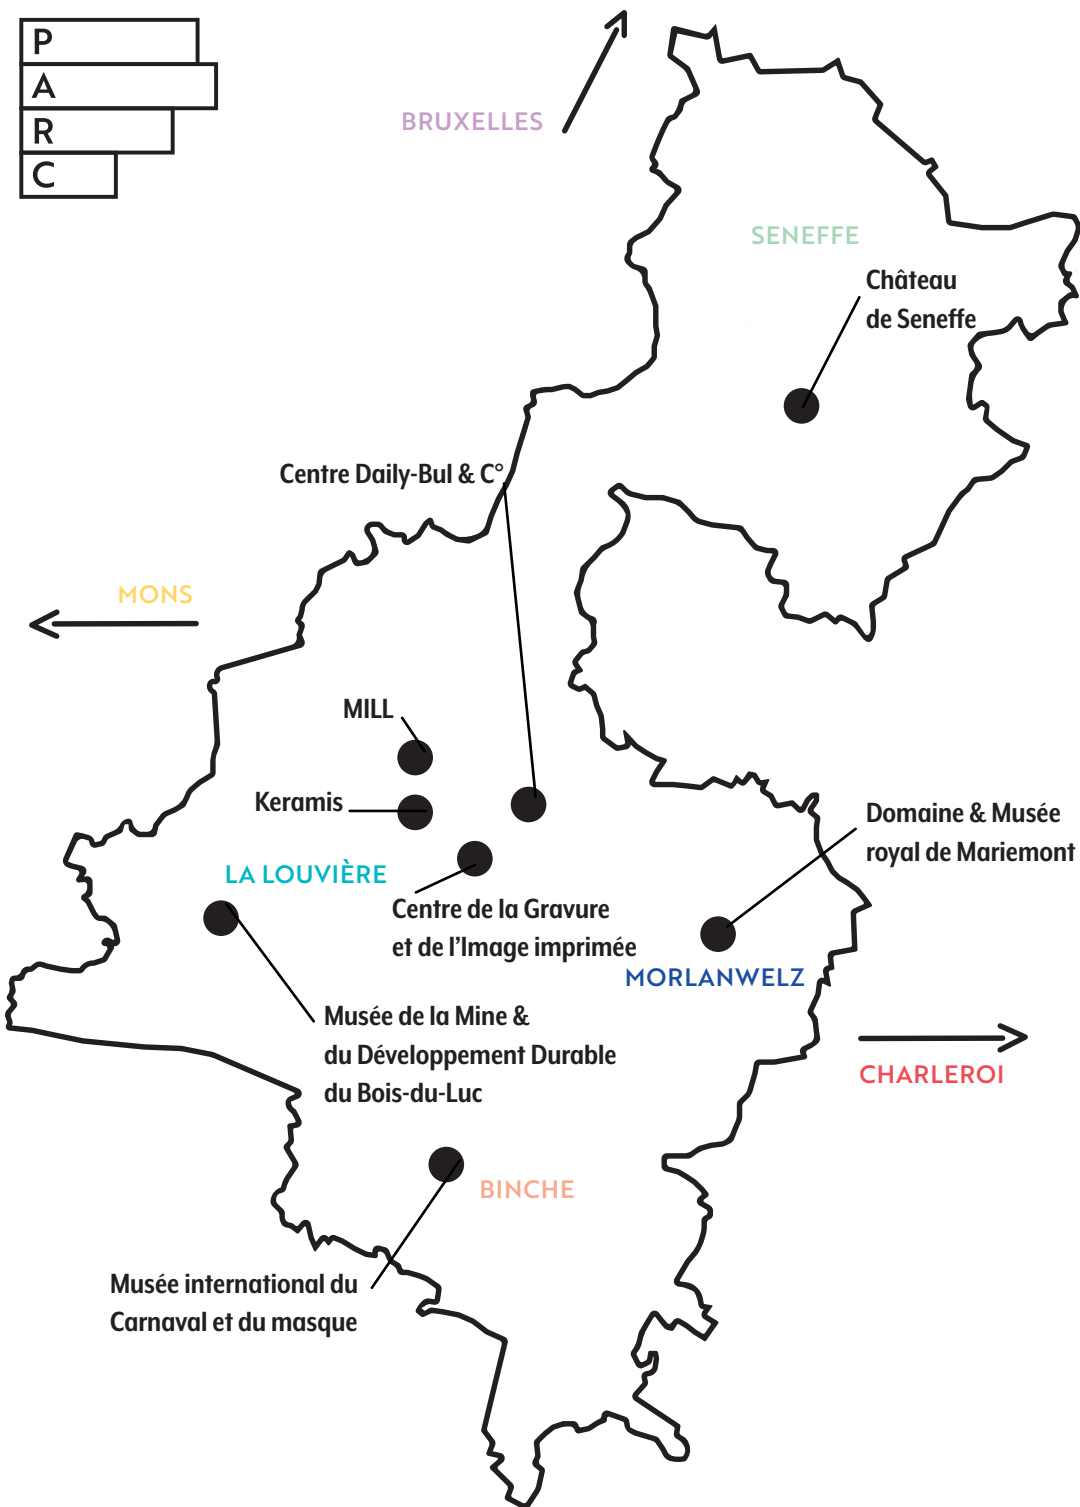 P
A
R
C
BRUXELLES
SENEFFE
Château
de Seneffe
Centre Daily-Bul & C°
MONS
MILL
Keramis
Domaine & Musée
royal de Mariemont
LA LOUVIÈRE
Centre de la Gravure
et de l'Image imprimée
MORLANWELZ
Musée de la Mine &
du Développement Durable
du Bois-du-Luc
CHARLEROI
BINCHE
Musée international du
Carnaval et du masque